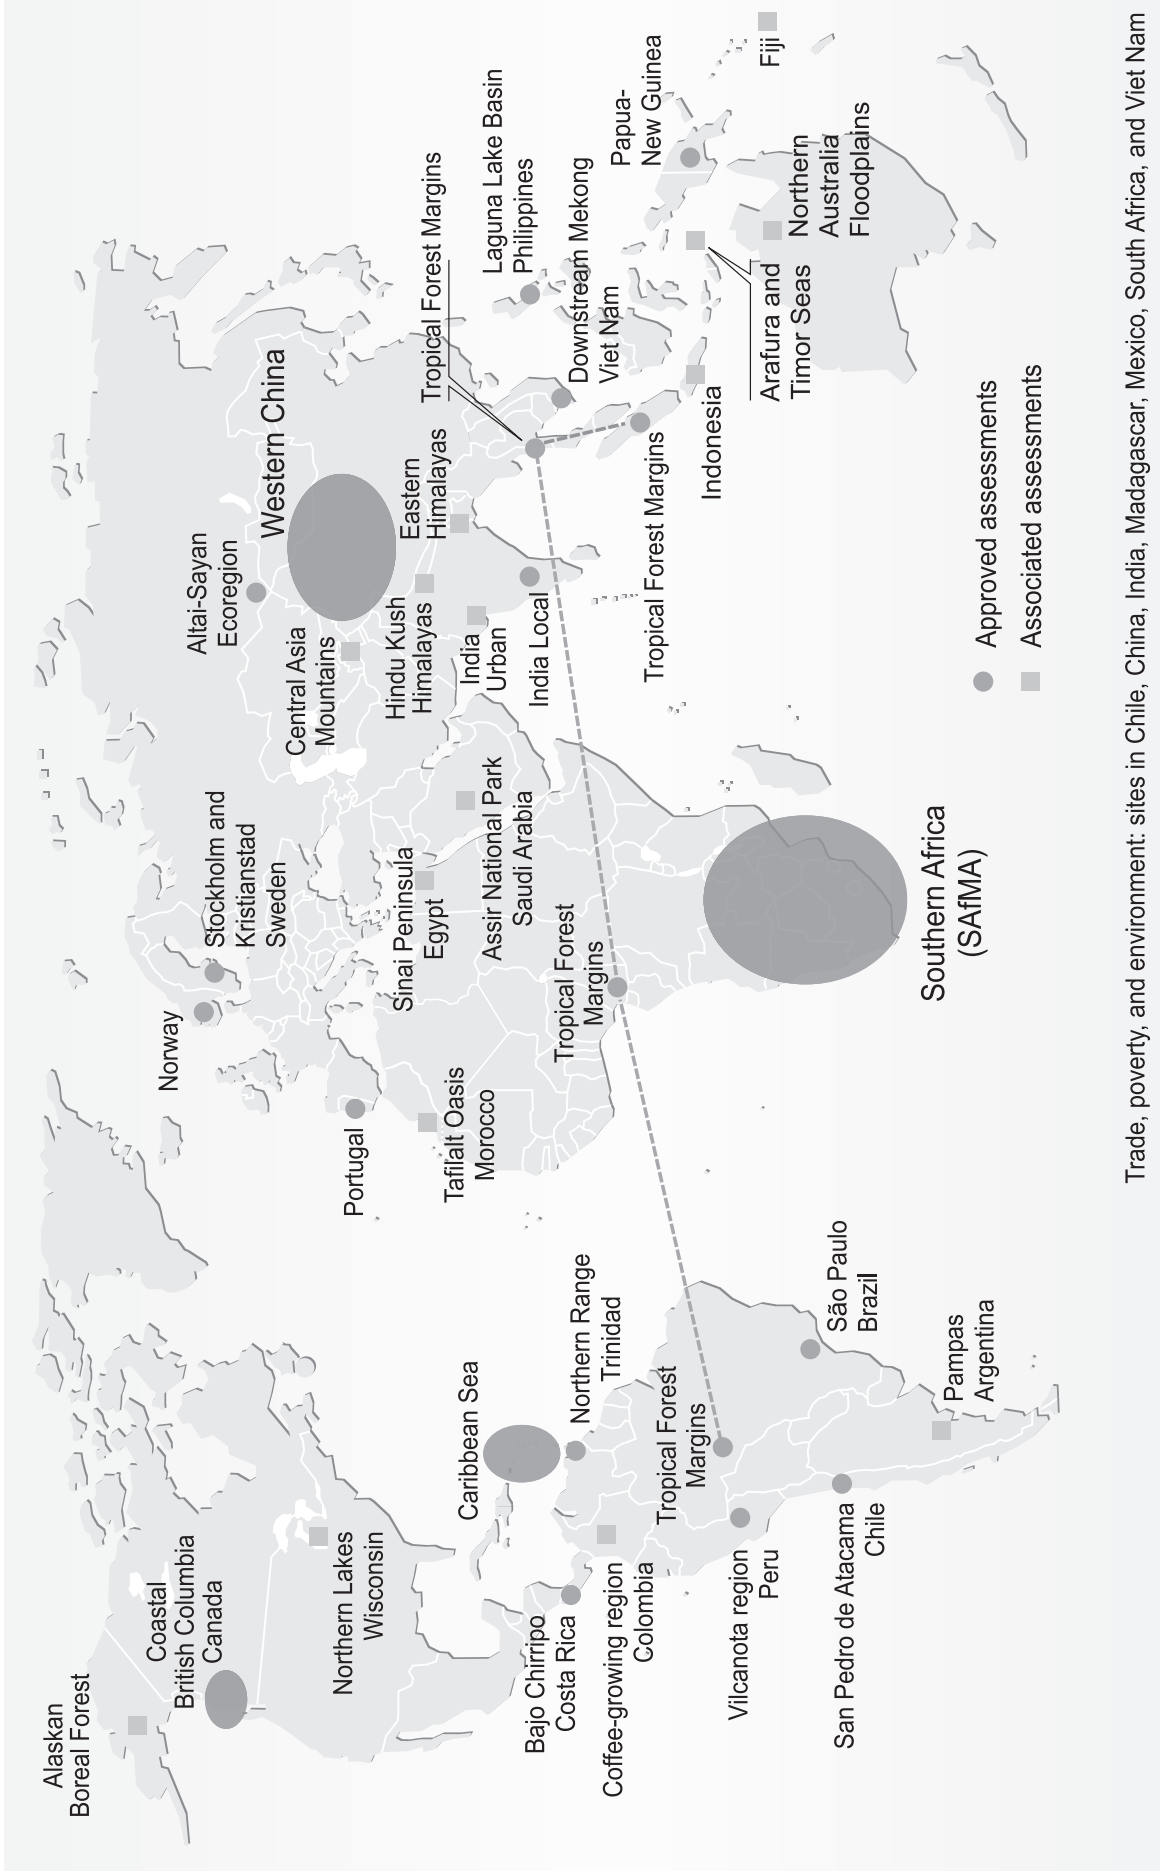 Alaskan
Boreal Forest
Coastal
British Columbia
Canada
Northern Lakes
Wisconsin
Caribbean Sea
Bajo Chirripo
Costa Rica
Northern Range
Trinidad
Coffee-growing region
Colombia
Tropical Forest
Margins
Vilcanota region
Peru
São Paulo
Brazil
San Pedro de Atacama
Chile
Pampas
Argentina
Norway
Stockholm and
Kristianstad
Sweden
Portugal
Tafilalt Oasis
Morocco
Sinai Peninsula
Egypt
Assir National Park
Saudi Arabia
Tropical Forest
Margins
Southern Africa
(SAfMA)
Altai-Sayan
Ecoregion
Western China
Central Asia
Mountains
Hindu Kush
Himalayas
Eastern
Himalayas
India
Urban
India Local
Tropical Forest Margins
Laguna Lake Basin
Philippines
Downstream Mekong
Viet Nam
Tropical Forest Margins
Indonesia
Papua-
New Guinea
Arafura and
Timor Seas
Northern
Australia
Floodplains
Fiji
Approved assessments
Associated assessments
Trade, poverty, and environment: sites in Chile, China, India, Madagascar, Mexico, South Africa, and Viet Nam